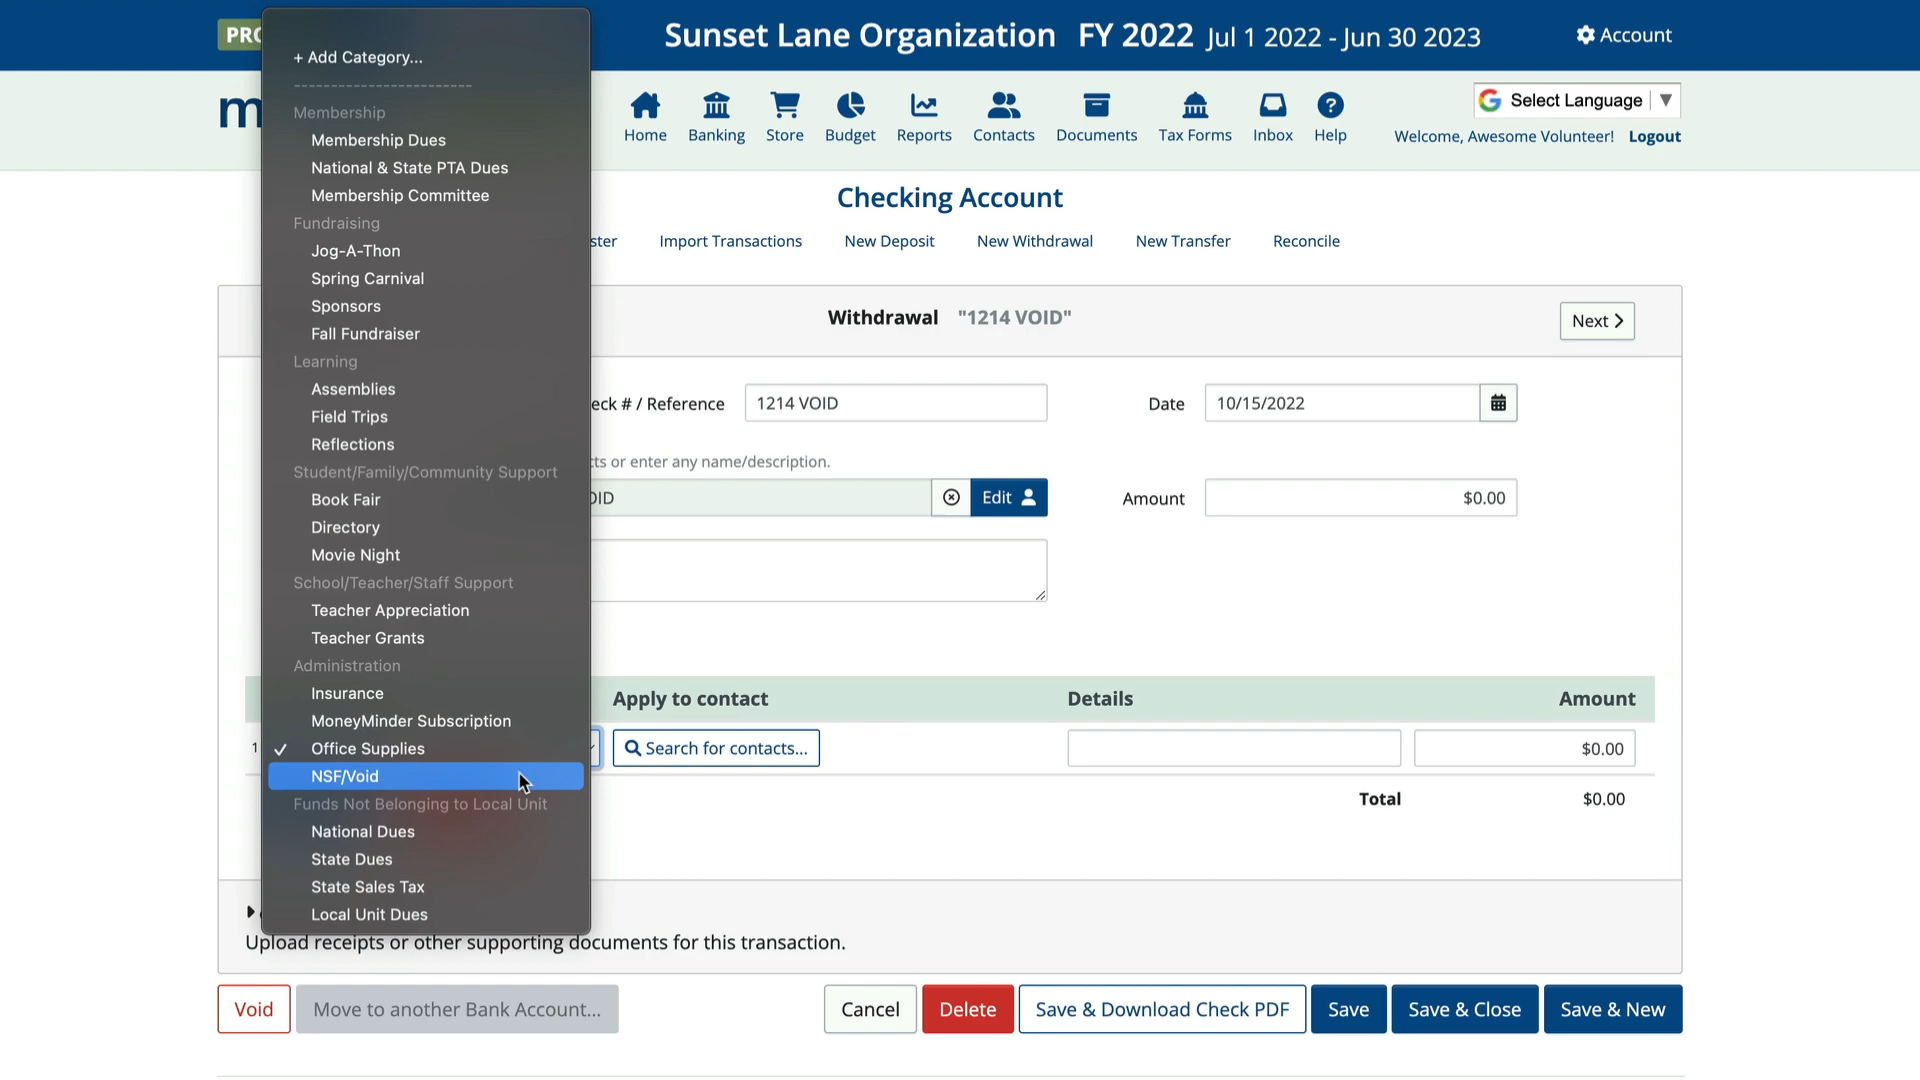 PRO
Sunset Lane Organization FY 2022 Jul 1 2022 - Jun 30 2023
Account
m
Home
Banking
Store
Budget
Reports
Contacts
Documents
Tax Forms
Inbox
Help
Select Language ▼
Welcome, Awesome Volunteer! Logout
Checking Account
ster
Import Transactions
New Deposit
New Withdrawal
New Transfer
Reconcile
Withdrawal "1214 VOID"
Next
eck # / Reference
1214 VOID
Date
10/15/2022
cts or enter any name/description.
OID
Edit
Amount
$0.00
Apply to contact
Details
Amount
1
Search for contacts...
$0.00
Total
$0.00
Upload receipts or other supporting documents for this transaction.
Void
Move to another Bank Account...
Cancel
Delete
Save & Download Check PDF
Save
Save & Close
Save & New
+ Add Category...
------------------------
Membership
Membership Dues
National & State PTA Dues
Membership Committee
Fundraising
Jog-A-Thon
Spring Carnival
Sponsors
Fall Fundraiser
Learning
Assemblies
Field Trips
Reflections
Student/Family/Community Support
Book Fair
Directory
Movie Night
School/Teacher/Staff Support
Teacher Appreciation
Teacher Grants
Administration
Insurance
MoneyMinder Subscription
✓ Office Supplies
NSF/Void
Funds Not Belonging to Local Unit
National Dues
State Dues
State Sales Tax
Local Unit Dues